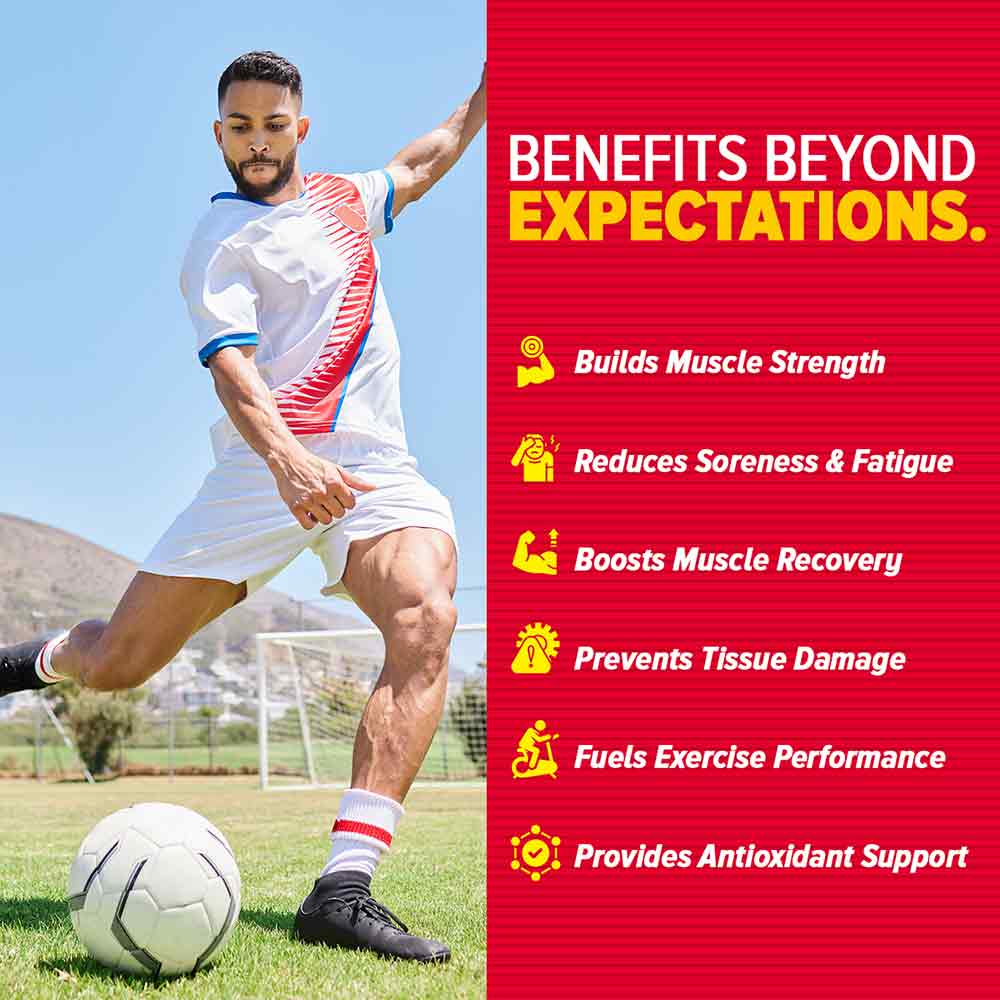 BENEFITS BEYOND
EXPECTATIONS.
Builds Muscle Strength
Reduces Soreness & Fatigue
Boosts Muscle Recovery
Prevents Tissue Damage
Fuels Exercise Performance
Provides Antioxidant Support